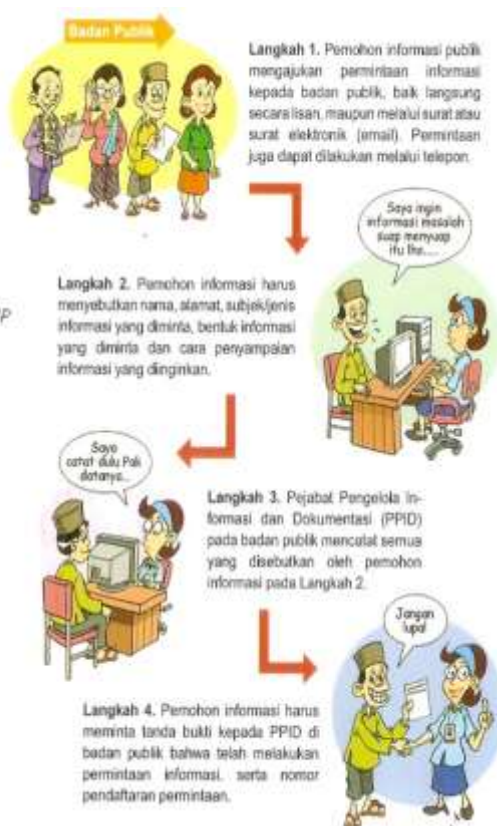 Badan Publik
Langkah 1. Pemohon informasi publik
mengajukan permintaan informasi
kepada badan publik, baik langsung
secara lisan, maupun melalui surat atau
surat elektronik (email). Permintaan
juga dapat dilakukan melalui telepon.
Saya ingin
informasi masalah
suap menyuap
itu lho.....
Langkah 2. Pemohon informasi harus
menyebutkan nama, alamat, subjek/jenis
informasi yang diminta, bentuk informasi
yang diminta dan cara penyampaian
informasi yang diinginkan.
IP
Saya
catat dulu Pak
datanya...
Langkah 3. Pejabat Pengelola In-
formasi dan Dokumentasi (PPID)
pada badan publik mencatat semua
yang disebutkan oleh pemohon
informasi pada Langkah 2.
Jangan
lupa!
Langkah 4. Pemohon informasi harus
meminta tanda bukti kepada PPID di
badan publik bahwa telah melakukan
permintaan informasi, serta nomor
pendaftaran permintaan.